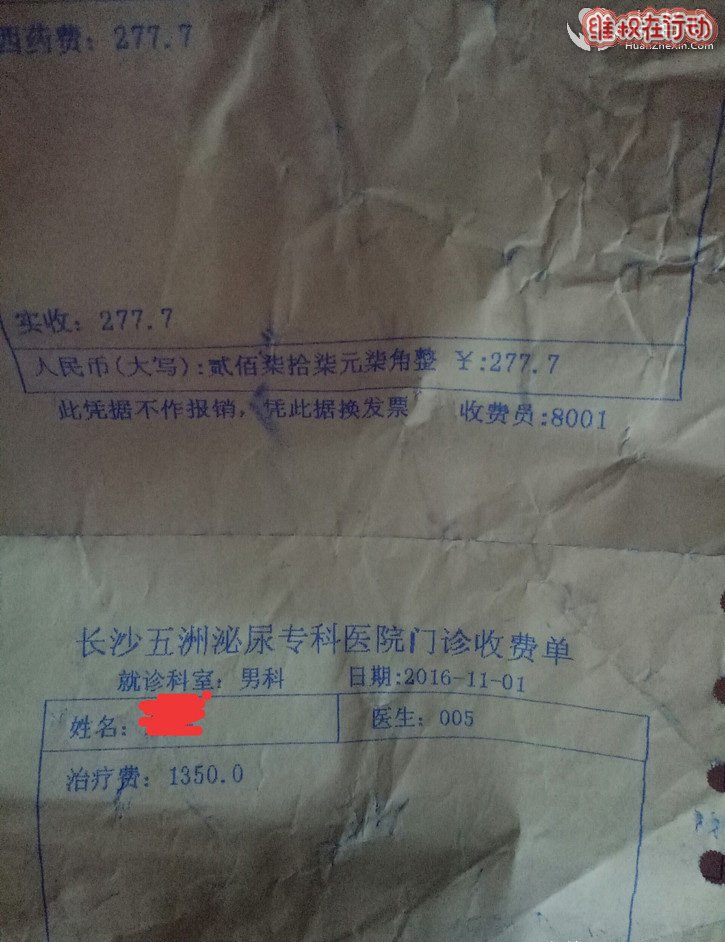 维权在行动
HuanZheXin.Com
西药费：277.7
实收：277.7
人民币(大写):贰佰柒拾柒元柒角整 ￥:277.7
此凭据不作报销，凭此据换发票 收费员:8001
长沙五洲泌尿专科医院门诊收费单
就诊科室：男科 日期:2016-11-01
姓名： 医生：005
治疗费：1350.0